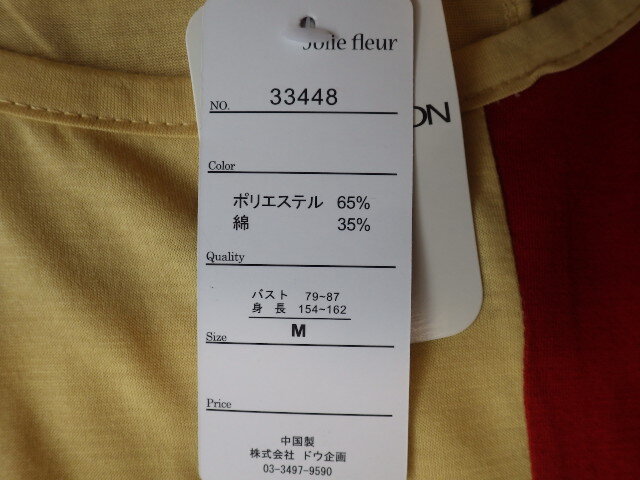 Jolie fleur
NO. 33448
Color
ポリエステル 65%
綿 35%
Quality
バスト 79~87
身長 154~162
Size M
Price
中国製
株式会社 ドウ企画
03-3497-9590
ON